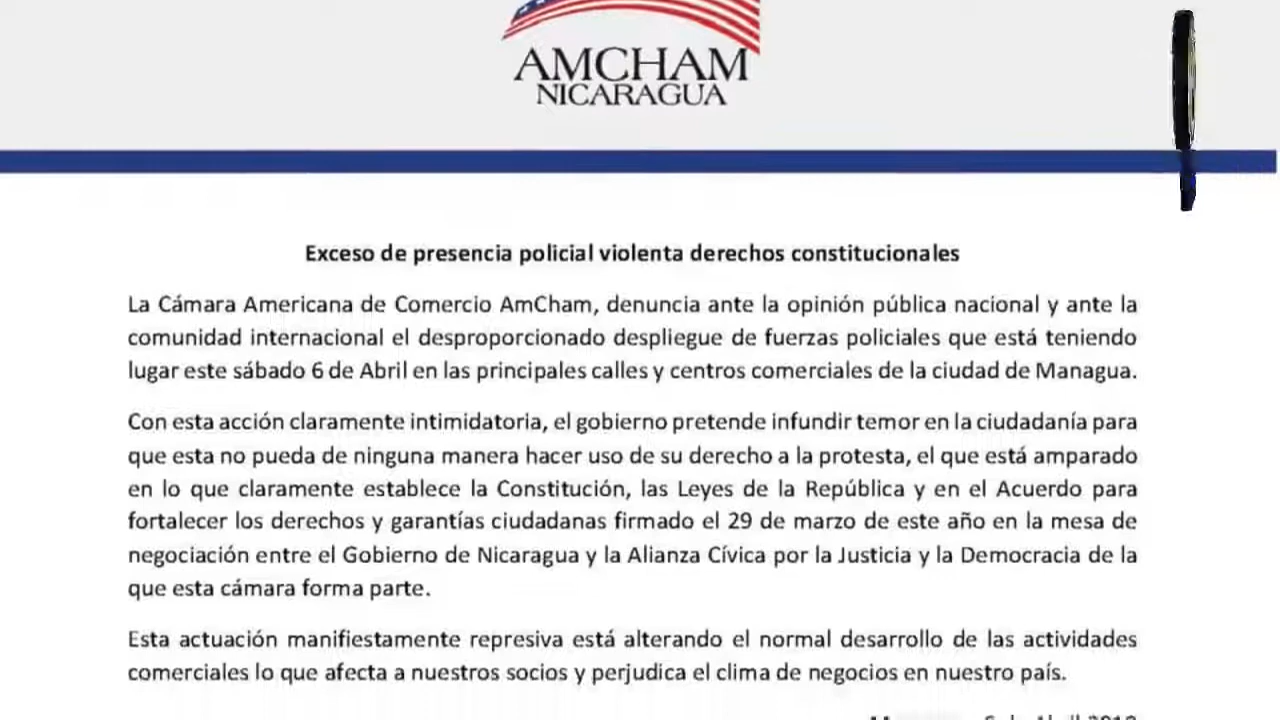 AMCHAM
NICARAGUA
Exceso de presencia policial violenta derechos constitucionales
La Cámara Americana de Comercio AmCham, denuncia ante la opinión pública nacional y ante la
comunidad internacional el desproporcionado despliegue de fuerzas policiales que está teniendo
lugar este sábado 6 de Abril en las principales calles y centros comerciales de la ciudad de Managua.
Con esta acción claramente intimidatoria, el gobierno pretende infundir temor en la ciudadanía para
que esta no pueda de ninguna manera hacer uso de su derecho a la protesta, el que está amparado
en lo que claramente establece la Constitución, las Leyes de la República y en el Acuerdo para
fortalecer los derechos y garantías ciudadanas firmado el 29 de marzo de este año en la mesa de
negociación entre el Gobierno de Nicaragua y la Alianza Cívica por la Justicia y la Democracia de la
que esta cámara forma parte.
Esta actuación manifiestamente represiva está alterando el normal desarrollo de las actividades
comerciales lo que afecta a nuestros socios y perjudica el clima de negocios en nuestro país.